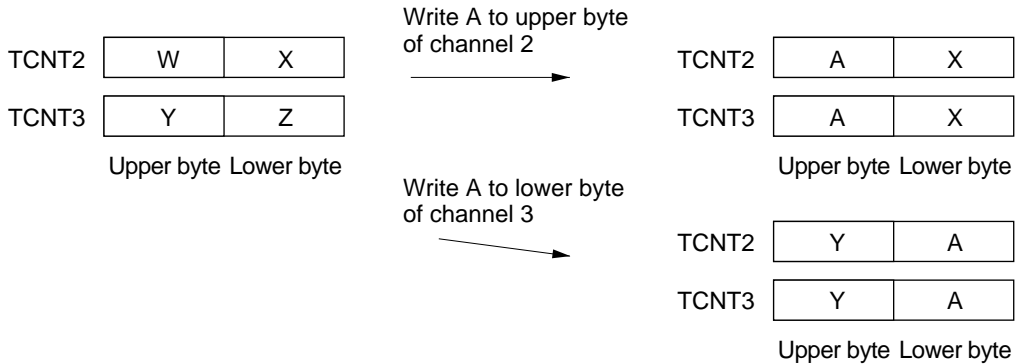 Write A to upper byte
of channel 2
TCNT2 W X TCNT2 A X
TCNT3 Y Z TCNT3 A X
Upper byte Lower byte Upper byte Lower byte
Write A to lower byte
of channel 3
TCNT2 Y A
TCNT3 Y A
Upper byte Lower byte